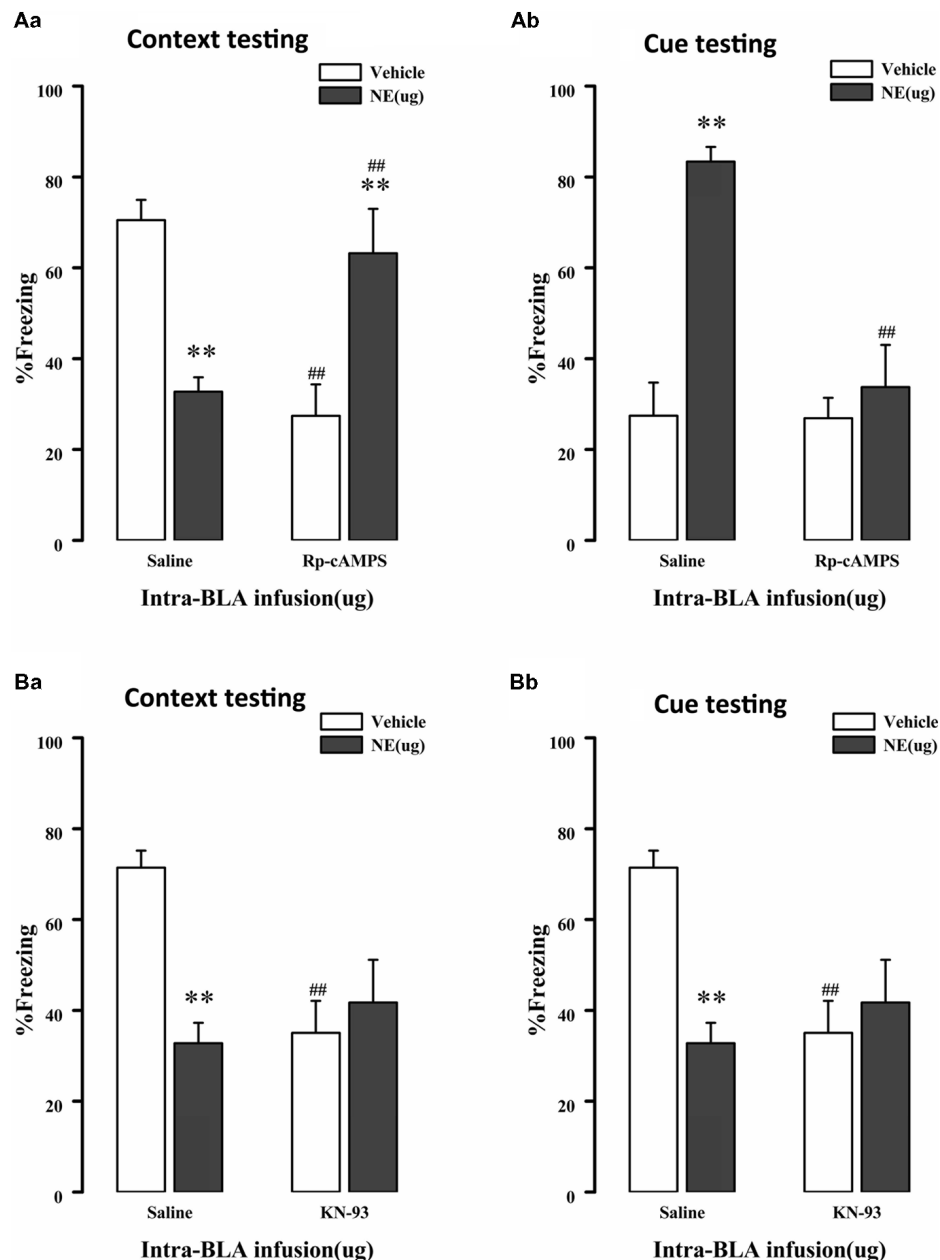 Aa
Context testing
Vehicle
NE(ug)
100
80
60
40
20
0
%Freezing
**
##
##
**
Saline
Rp-cAMPS
Intra-BLA infusion(ug)
Ab
Cue testing
Vehicle
NE(ug)
100
80
60
40
20
0
%Freezing
**
##
Saline
Rp-cAMPS
Intra-BLA infusion(ug)
Ba
Context testing
Vehicle
NE(ug)
100
80
60
40
20
0
%Freezing
**
##
Saline
KN-93
Intra-BLA infusion(ug)
Bb
Cue testing
Vehicle
NE(ug)
100
80
60
40
20
0
%Freezing
**
##
Saline
KN-93
Intra-BLA infusion(ug)